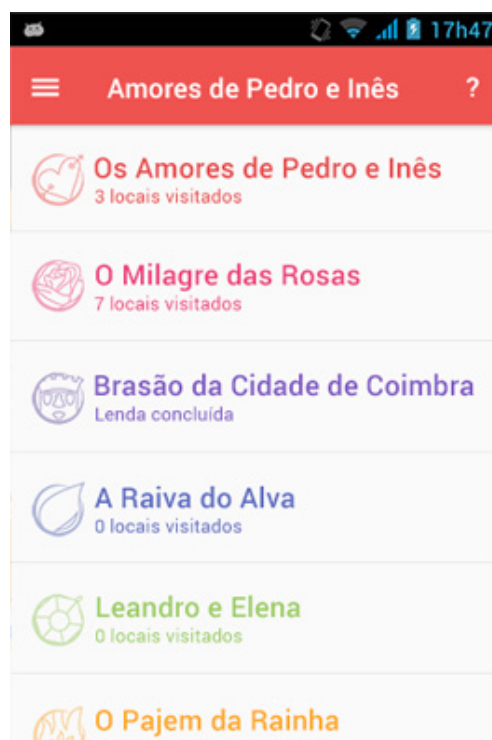 17h47
Amores de Pedro e Inês ?
Os Amores de Pedro e Inês
3 locais visitados
O Milagre das Rosas
7 locais visitados
Brasão da Cidade de Coimbra
Lenda concluída
A Raiva do Alva
0 locais visitados
Leandro e Elena
0 locais visitados
O Pajem da Rainha